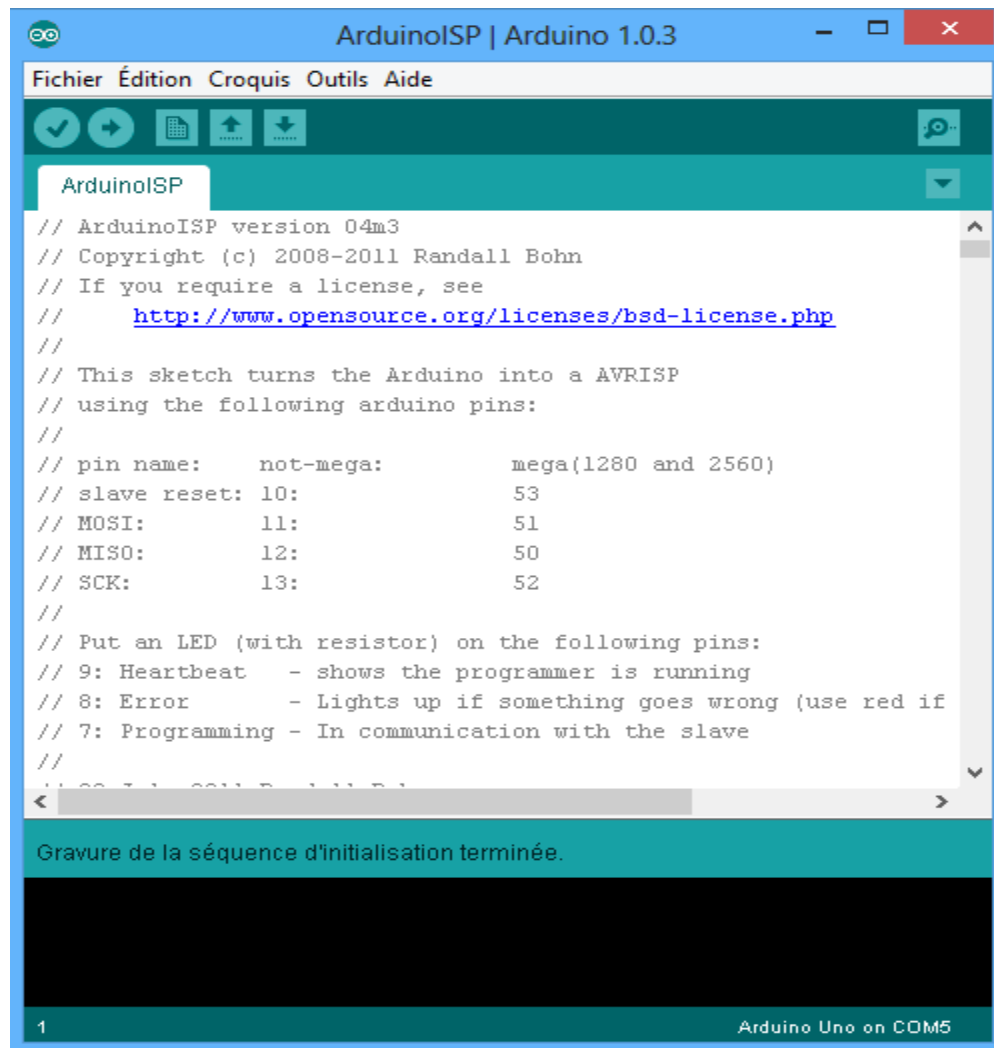 ArduinoISP | Arduino 1.0.3
Fichier Édition Croquis Outils Aide
ArduinoISP
// ArduinoISP version 04m3
// Copyright (c) 2008-2011 Randall Bohn
// If you require a license, see
// http://www.opensource.org/licenses/bsd-license.php
//
// This sketch turns the Arduino into a AVRISP
// using the following arduino pins:
//
// pin name: not-mega: mega(1280 and 2560)
// slave reset: 10: 53
// MOSI: 11: 51
// MISO: 12: 50
// SCK: 13: 52
//
// Put an LED (with resistor) on the following pins:
// 9: Heartbeat - shows the programmer is running
// 8: Error - Lights up if something goes wrong (use red if
// 7: Programming - In communication with the slave
//
Gravure de la séquence d'initialisation terminée.
1 Arduino Uno on COM5